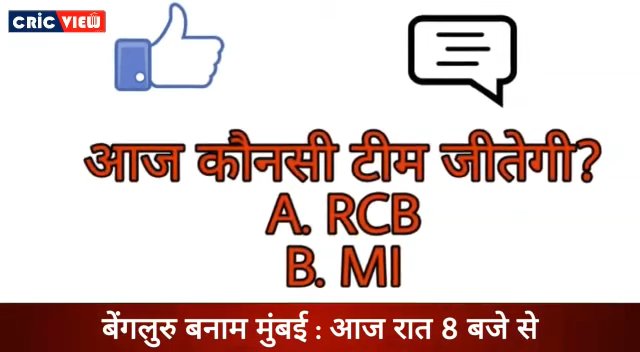 CRIC VIEW
आज कौनसी टीम जीतेगी?
A. RCB
B. MI
बेंगलुरु बनाम मुंबई : आज रात 8 बजे से